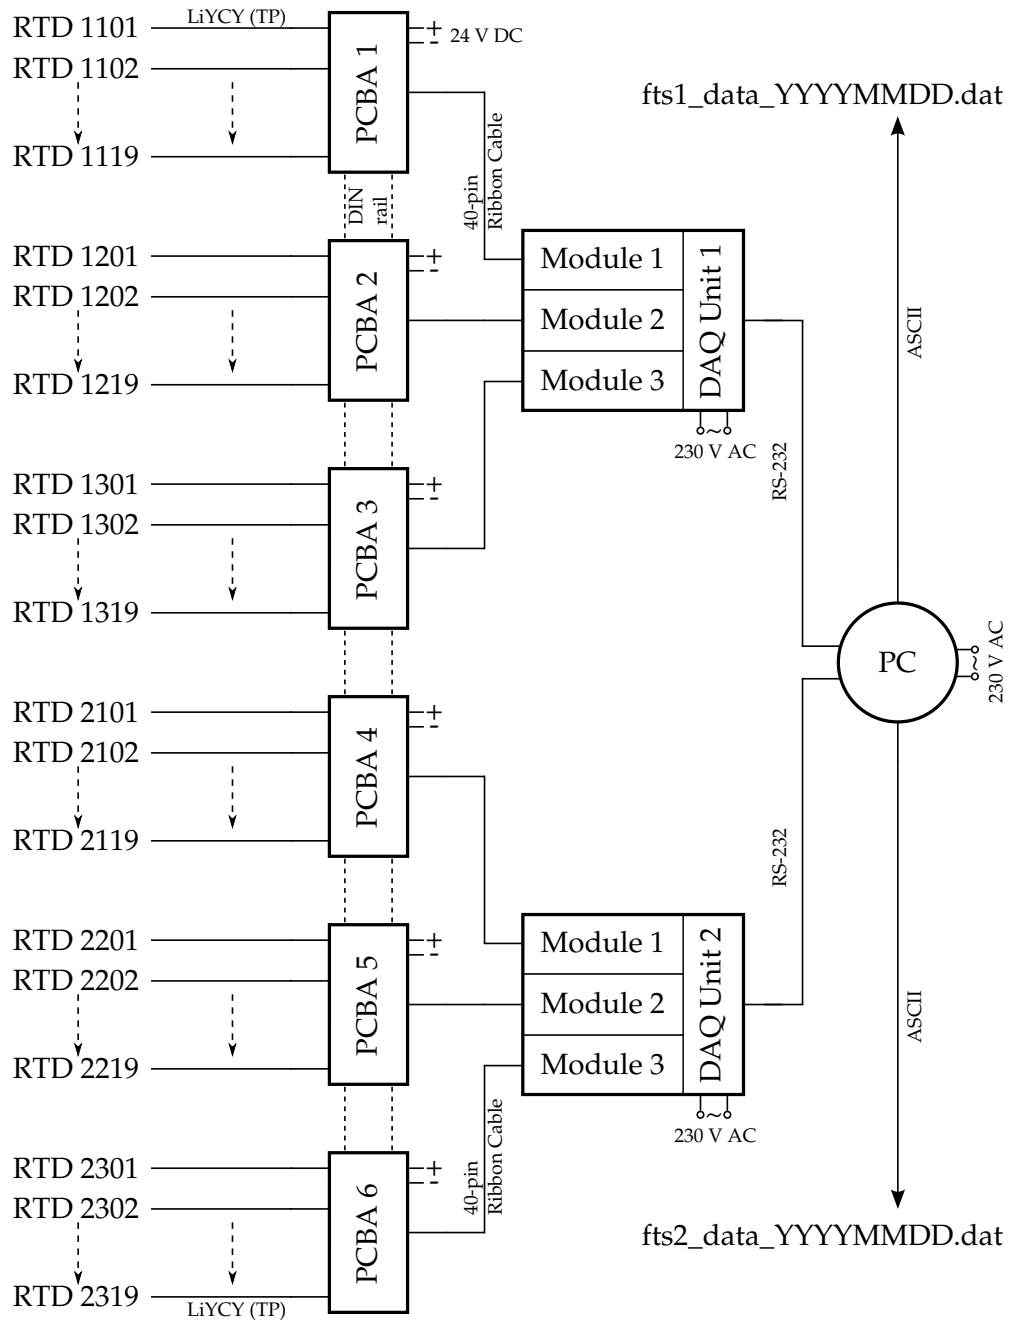 RTD 1101
LiYCY (TP)
RTD 1102
RTD 1119
PCBA 1
+
-
24 V DC
DIN
rail
40-pin
Ribbon Cable
RTD 1201
RTD 1202
RTD 1219
PCBA 2
+
-
RTD 1301
RTD 1302
RTD 1319
PCBA 3
+
-
Module 1
Module 2
Module 3
DAQ Unit 1
~
230 V AC
RS-232
fts1_data_YYYYMMDD.dat
ASCII
PC
~
230 V AC
RTD 2101
RTD 2102
RTD 2119
PCBA 4
+
-
RTD 2201
RTD 2202
RTD 2219
PCBA 5
+
-
RTD 2301
RTD 2302
RTD 2319
LiYCY (TP)
PCBA 6
+
-
40-pin
Ribbon Cable
Module 1
Module 2
Module 3
DAQ Unit 2
~
230 V AC
RS-232
ASCII
fts2_data_YYYYMMDD.dat